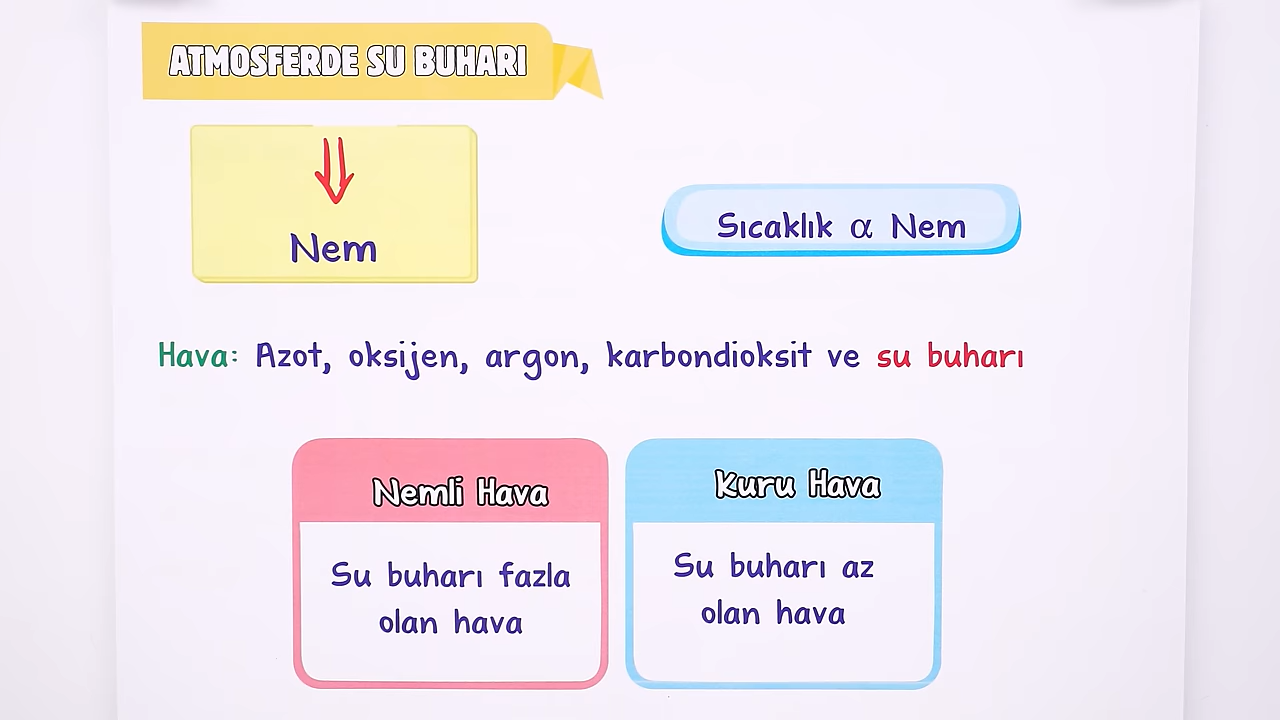 ATMOSFERDE SU BUHARI
Nem
Sıcaklık α Nem
Hava: Azot, oksijen, argon, karbondioksit ve su buharı
Nemli Hava
Su buharı fazla
olan hava
Kuru Hava
Su buharı az
olan hava